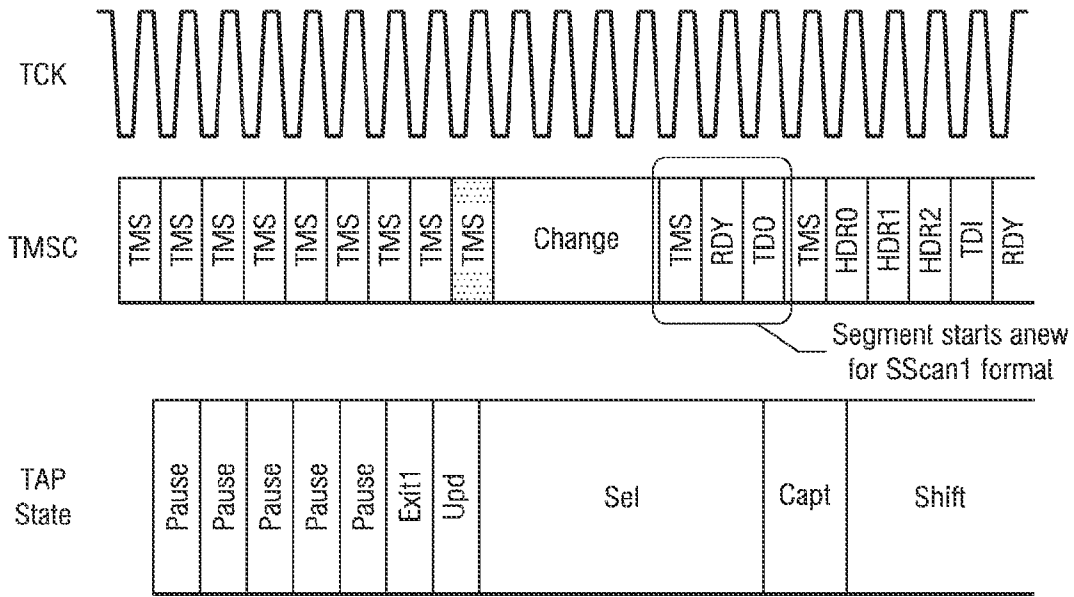 TCK
TMSC
TMS TMS TMS TMS TMS TMS TMS TMS TMS Change TMS RDY TDO TMS HDR0 HDR1 HDR2 TDI RDY
Segment starts anew
for SScan1 format
TAP
State
Pause Pause Pause Pause Pause Exit1 Upd Sel Capt Shift